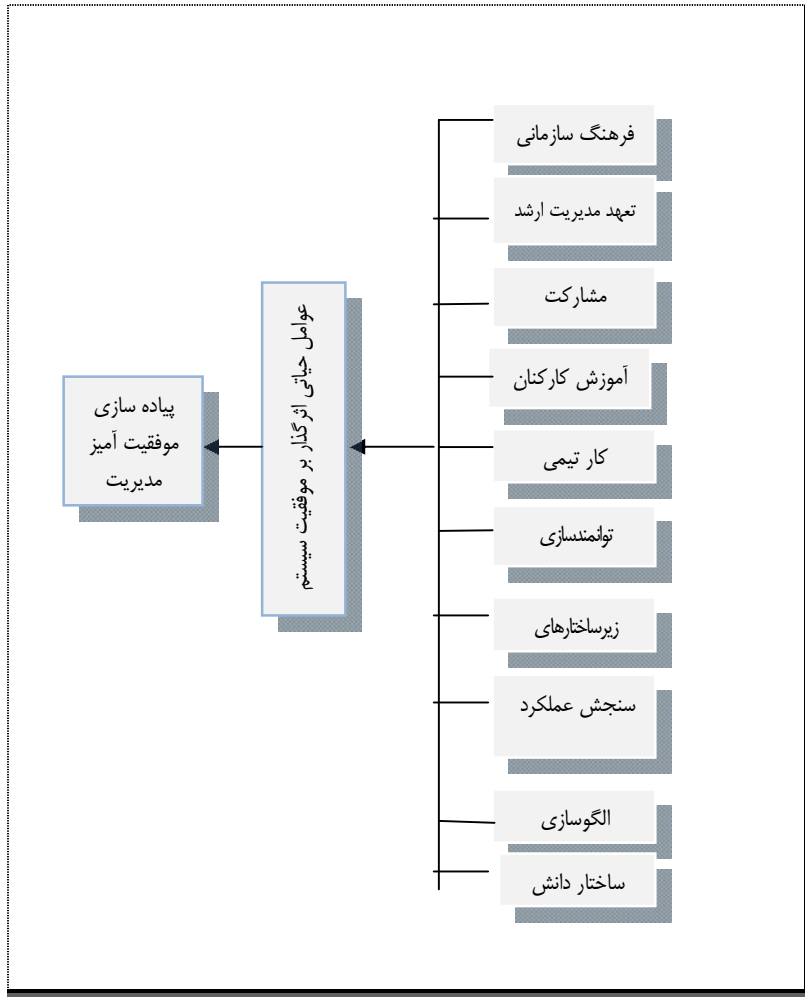 فرهنگ سازمانی
تعهد مدیریت ارشد
مشارکت
آموزش کارکنان
کار تیمی
توانمندسازی
زیرساختارهای
سنجش عملکرد
الگوسازی
ساختار دانش
عوامل حیاتی اثرگذار بر موفقیت سیستم
پیاده سازی
موفقیت آمیز
مدیریت